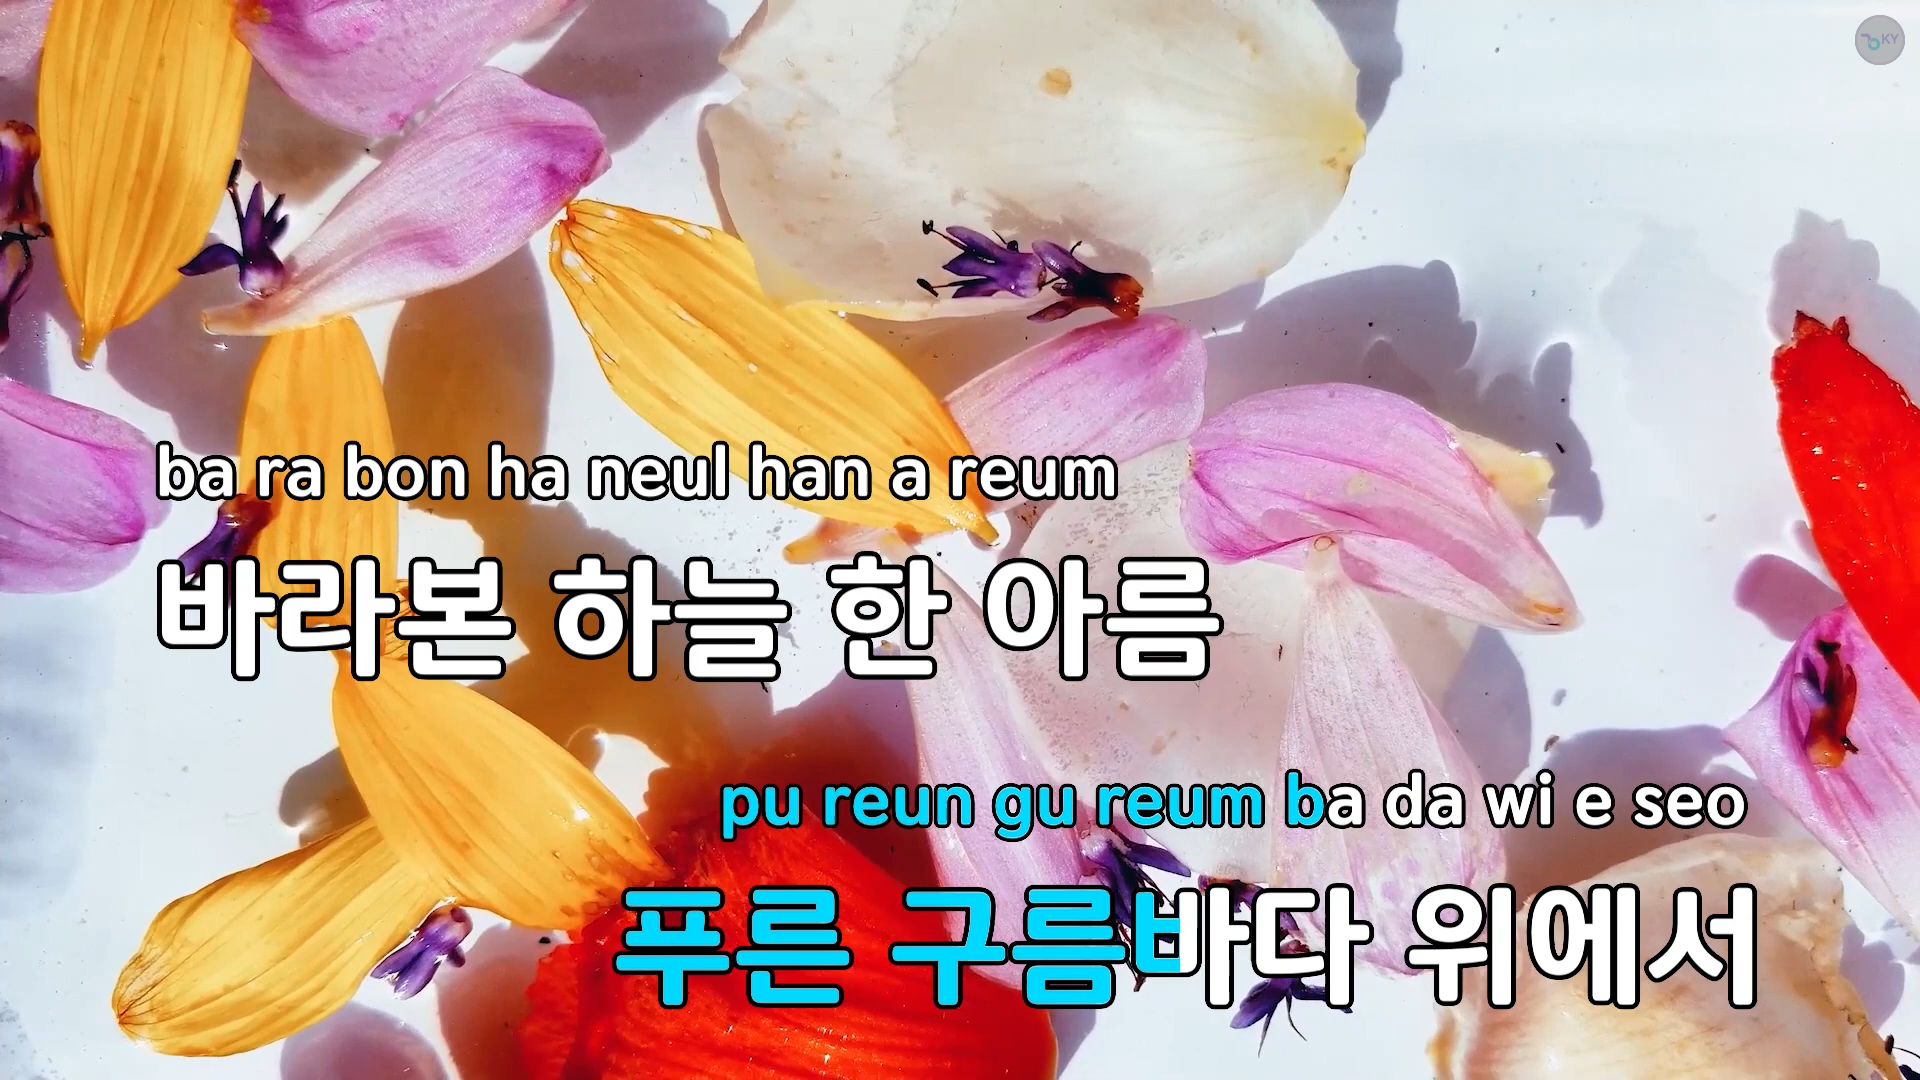 KY
ba ra bon ha neul han a reum
바라본 하늘 한 아름
pu reun gu reum ba da wi e seo
푸른 구름바다 위에서